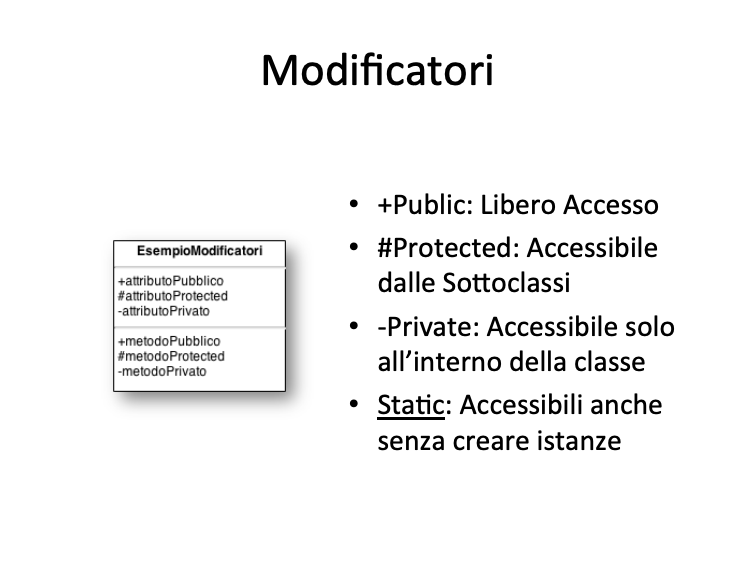 Modificatori
EsempioModificatori
+attributoPubblico
#attributoProtected
-attributoPrivato
+metodoPubblico
#metodoProtected
-metodoPrivato
• +Public: Libero Accesso
• #Protected: Accessibile
dalle Sottoclassi
• -Private: Accessibile solo
all’interno della classe
• Static: Accessibili anche
senza creare istanze